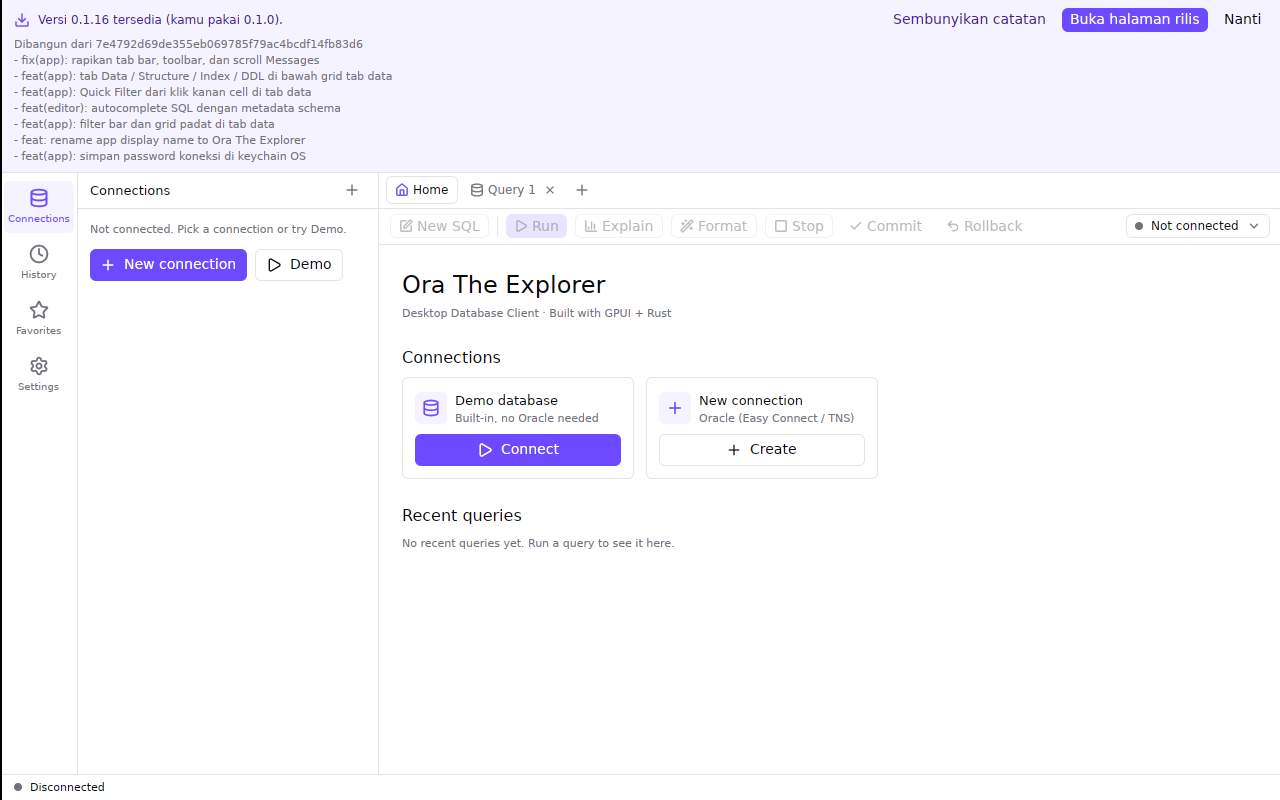 Versi 0.1.16 tersedia (kamu pakai 0.1.0).
Sembunyikan catatan
Buka halaman rilis
Nanti
Dibangun dari 7e4792d69de355eb069785f79ac4bcdf14fb83d6
- fix(app): rapikan tab bar, toolbar, dan scroll Messages
- feat(app): tab Data / Structure / Index / DDL di bawah grid tab data
- feat(app): Quick Filter dari klik kanan cell di tab data
- feat(editor): autocomplete SQL dengan metadata schema
- feat(app): filter bar dan grid padat di tab data
- feat: rename app display name to Ora The Explorer
- feat(app): simpan password koneksi di keychain OS
Connections
History
Favorites
Settings
Connections
Not connected. Pick a connection or try Demo.
New connection
Demo
Home
Query 1
New SQL
Run
Explain
Format
Stop
Commit
Rollback
Not connected
Ora The Explorer
Desktop Database Client · Built with GPUI + Rust
Connections
Demo database
Built-in, no Oracle needed
Connect
New connection
Oracle (Easy Connect / TNS)
Create
Recent queries
No recent queries yet. Run a query to see it here.
Disconnected